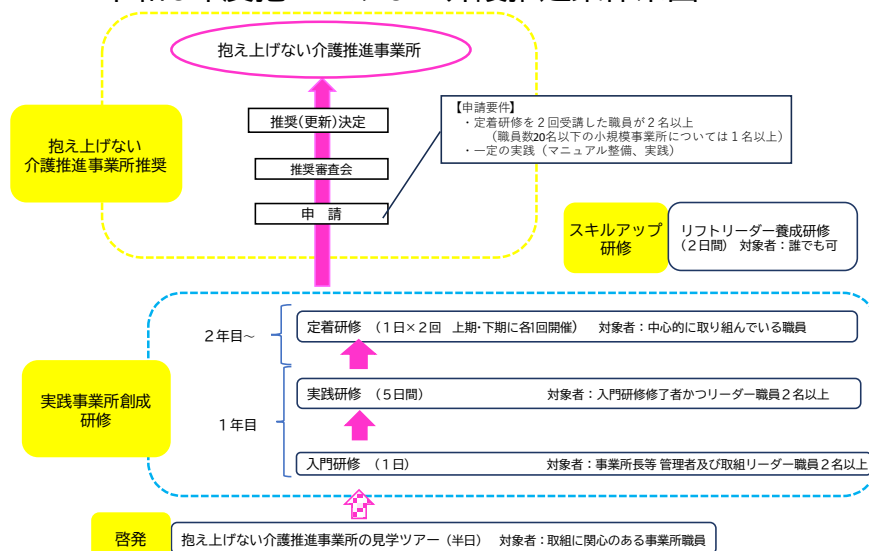 抱え上げない介護推進事業所
推奨(更新)決定
推奨審査会
申 請
【申請要件】
・定着研修を２回受講した職員が２名以上
（職員数20名以下の小規模事業所については１名以上）
・一定の実践（マニュアル整備、実践）
抱え上げない
介護推進事業所推奨
スキルアップ
研修
リフトリーダー養成研修
（２日間） 対象者：誰でも可
２年目～
定着研修 （１日×２回 上期・下期に各1回開催） 対象者：中心的に取り組んでいる職員
実践事業所創成
研修
１年目
実践研修 （５日間） 対象者：入門研修修了者かつリーダー職員２名以上
入門研修 （１日） 対象者：事業所長等 管理者及び取組リーダー職員２名以上
啓発
抱え上げない介護推進事業所の見学ツアー（半日） 対象者：取組に関心のある事業所職員